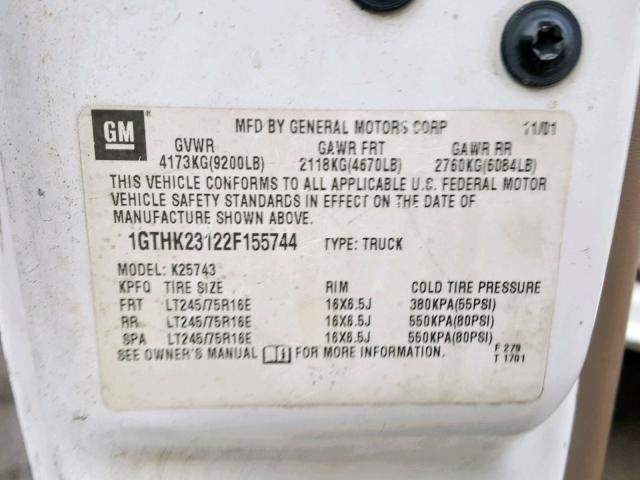 GM
MFD BY GENERAL MOTORS CORP 11/01
GVWR GAWR FRT GAWR RR
4173KG(9200LB) 2118KG(4670LB) 2760KG(6084LB)
THIS VEHICLE CONFORMS TO ALL APPLICABLE U.S. FEDERAL MOTOR
VEHICLE SAFETY STANDARDS IN EFFECT ON THE DATE OF
MANUFACTURE SHOWN ABOVE.
1GTHK23122F155744 TYPE: TRUCK
MODEL: K25743
KPFQ TIRE SIZE RIM COLD TIRE PRESSURE
FRT LT245/75R16E 16X6.5J 380KPA(55PSI)
RR LT245/75R16E 16X6.5J 550KPA(80PSI)
SPA LT245/75R16E 16X6.5J 550KPA(80PSI)
SEE OWNER'S MANUAL FOR MORE INFORMATION.
F 279
T 1701